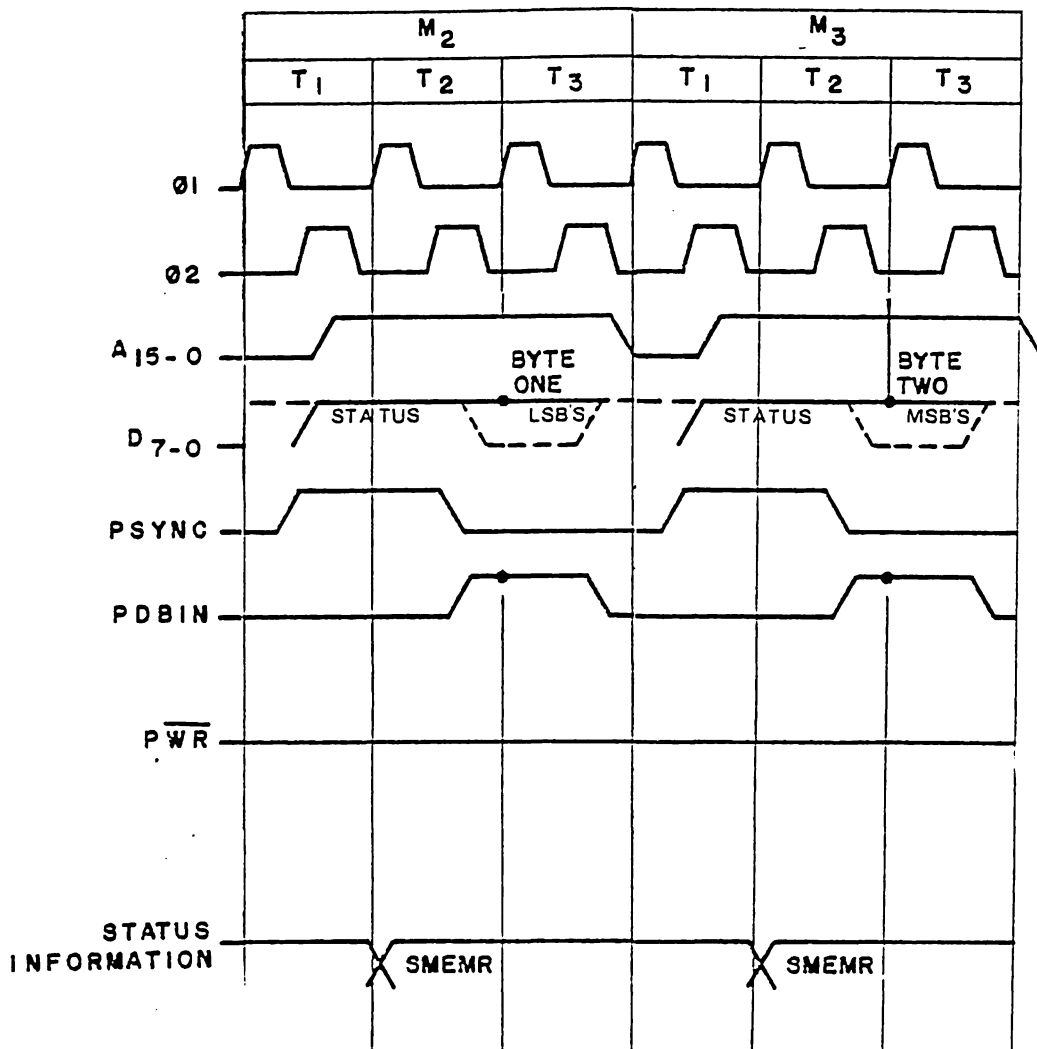 M2 M3
T1 T2 T3 T1 T2 T3
Ø1
Ø2
A15-0
BYTE
ONE
BYTE
TWO
STATUS LSB'S STATUS MSB'S
D7-0
PSYNC
PDBIN
PWR
STATUS
INFORMATION
SMEMR SMEMR